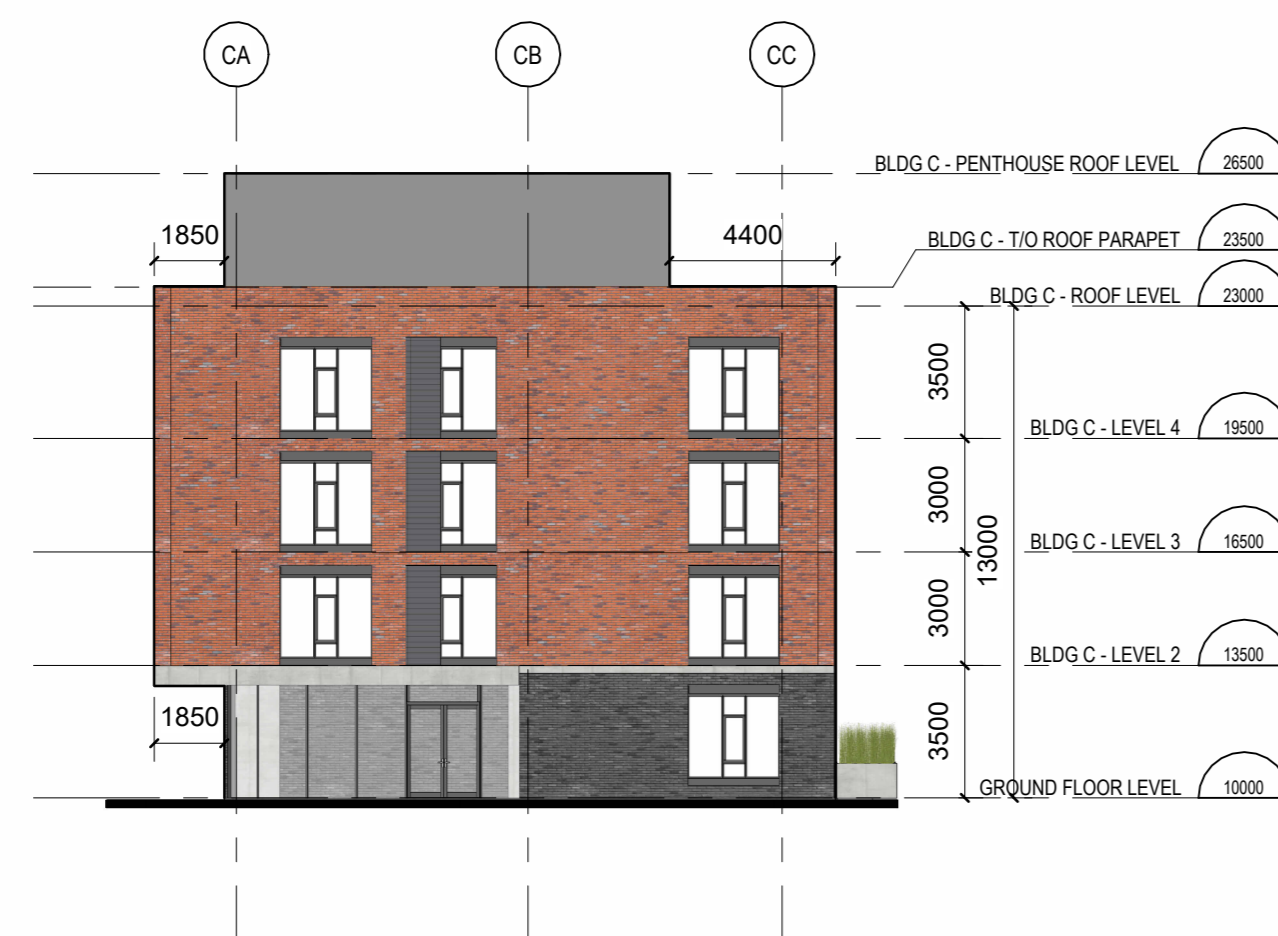 CA
CB
CC
BLDG C - PENTHOUSE ROOF LEVEL 26500
1850
4400
BLDG C - T/O ROOF PARAPET 23500
BLDG C - ROOF LEVEL 23000
3500
BLDG C - LEVEL 4 19500
3000
13000
BLDG C - LEVEL 3 16500
3000
BLDG C - LEVEL 2 13500
1850
3500
GROUND FLOOR LEVEL 10000